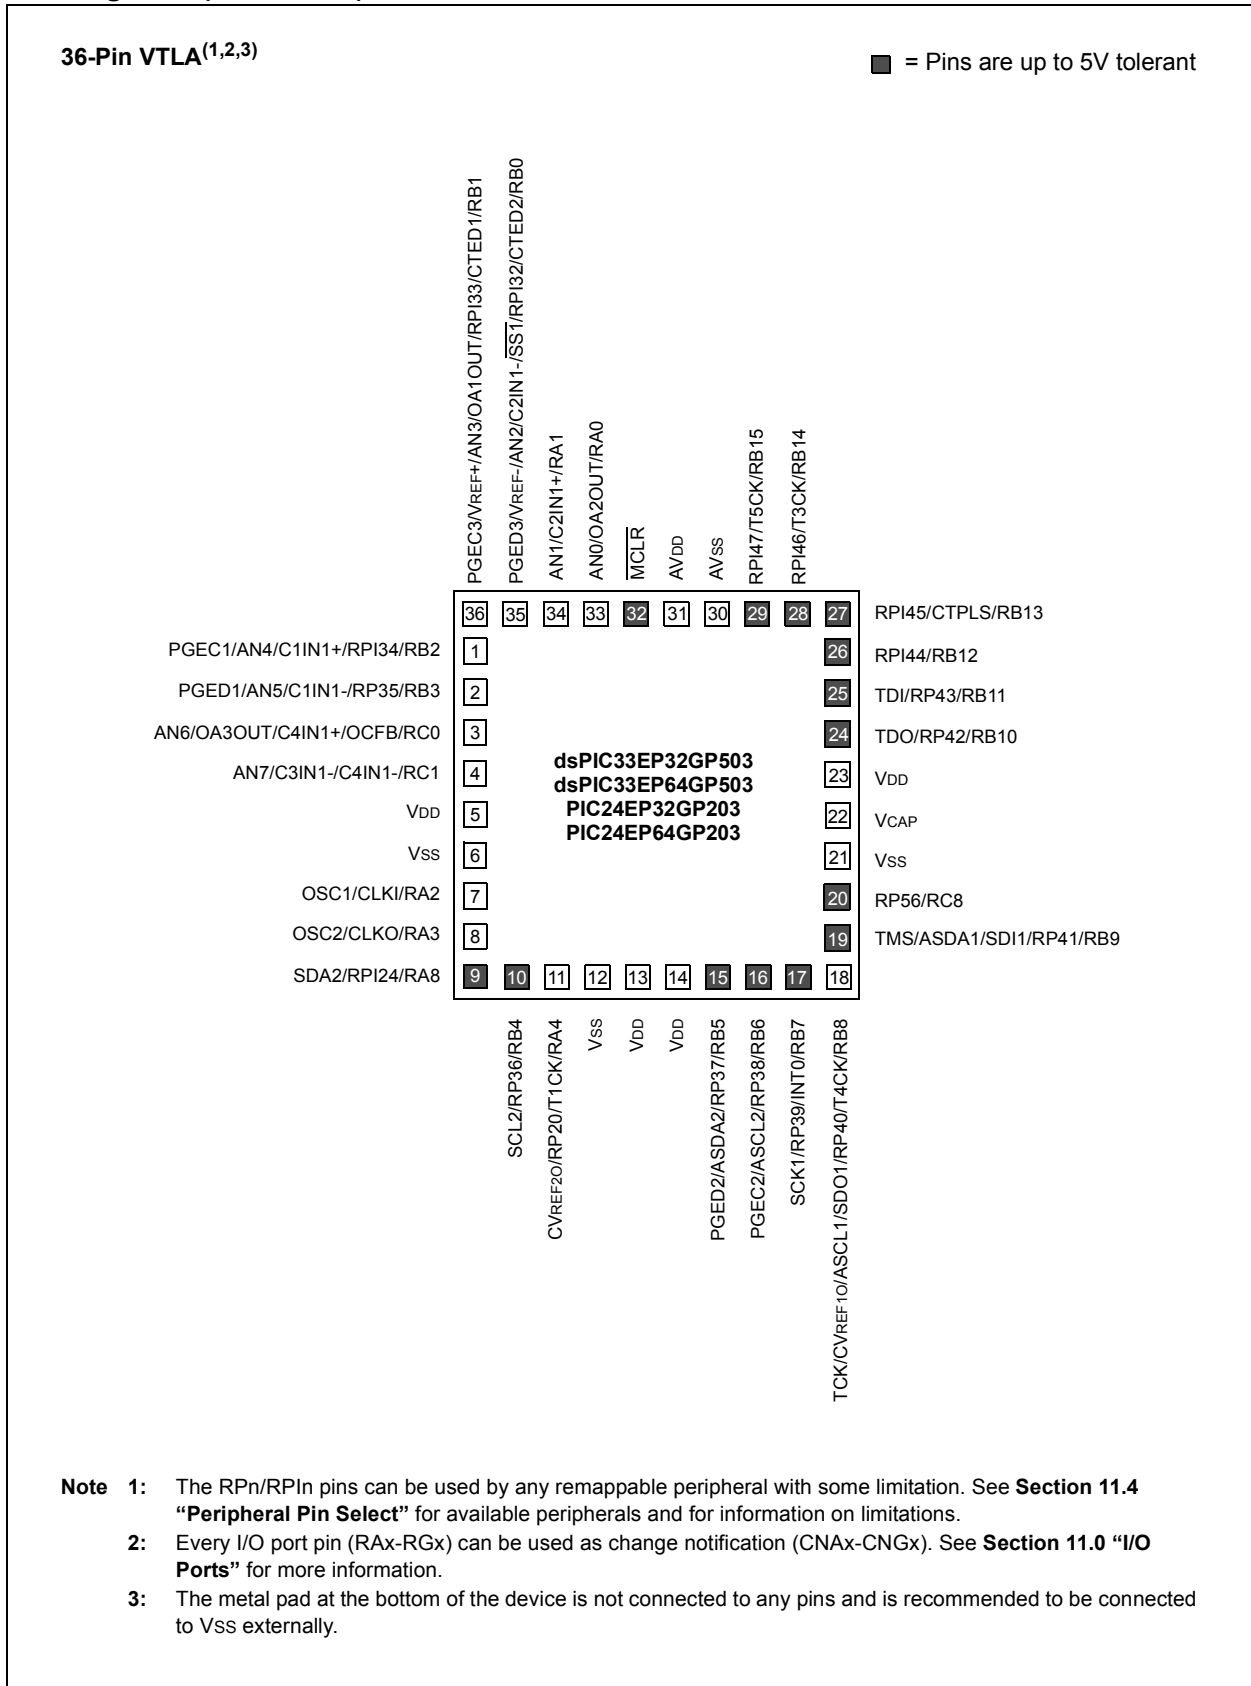 36-Pin VTLA(1,2,3)
= Pins are up to 5V tolerant
PGEC3/VREF+/AN3/OA1OUT/RPI33/CTED1/RB1
PGED3/VREF-/AN2/C2IN1-/SS1/RPI32/CTED2/RB0
AN1/C2IN1+/RA1
AN0/OA2OUT/RA0
MCLR
AVDD
AVSS
RPI47/T5CK/RB15
RPI46/T3CK/RB14
36 35 34 33 32 31 30 29 28 27 RPI45/CTPLS/RB13
PGEC1/AN4/C1IN1+/RPI34/RB2 1 26 RPI44/RB12
PGED1/AN5/C1IN1-/RP35/RB3 2 25 TDI/RP43/RB11
AN6/OA3OUT/C4IN1+/OCFB/RC0 3 24 TDO/RP42/RB10
AN7/C3IN1-/C4IN1-/RC1 4 23 VDD
VDD 5 22 VCAP
VSS 6 21 VSS
OSC1/CLKI/RA2 7 20 RP56/RC8
OSC2/CLKO/RA3 8 19 TMS/ASDA1/SDI1/RP41/RB9
dsPIC33EP32GP503
dsPIC33EP64GP503
PIC24EP32GP203
PIC24EP64GP203
SDA2/RPI24/RA8 9 10 11 12 13 14 15 16 17 18
SCL2/RP36/RB4
CVREF2O/RP20/T1CK/RA4
VSS
VDD
VDD
PGED2/ASDA2/RP37/RB5
PGEC2/ASCL2/RP38/RB6
SCK1/RP39/INT0/RB7
TCK/CVREF1O/ASCL1/SDO1/RP40/T4CK/RB8
Note 1: The RPn/RPIn pins can be used by any remappable peripheral with some limitation. See Section 11.4
“Peripheral Pin Select” for available peripherals and for information on limitations.
2: Every I/O port pin (RAx-RGx) can be used as change notification (CNAx-CNGx). See Section 11.0 “I/O
Ports” for more information.
3: The metal pad at the bottom of the device is not connected to any pins and is recommended to be connected
to VSS externally.